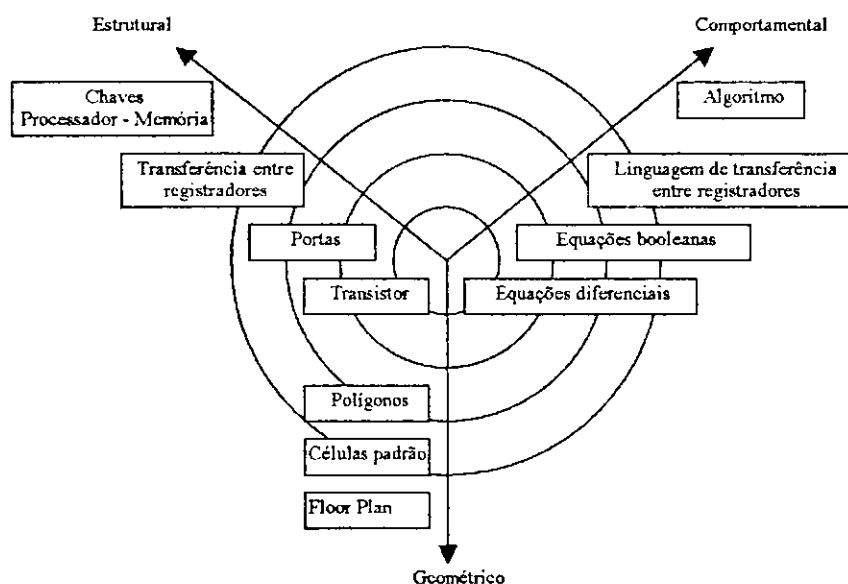 Estrutural
Comportamental
Chaves
Processador - Memória
Algoritmo
Transferência entre
registradores
Linguagem de transferência
entre registradores
Portas
Equações booleanas
Transistor
Equações diferenciais
Polígonos
Células padrão
Floor Plan
Geométrico